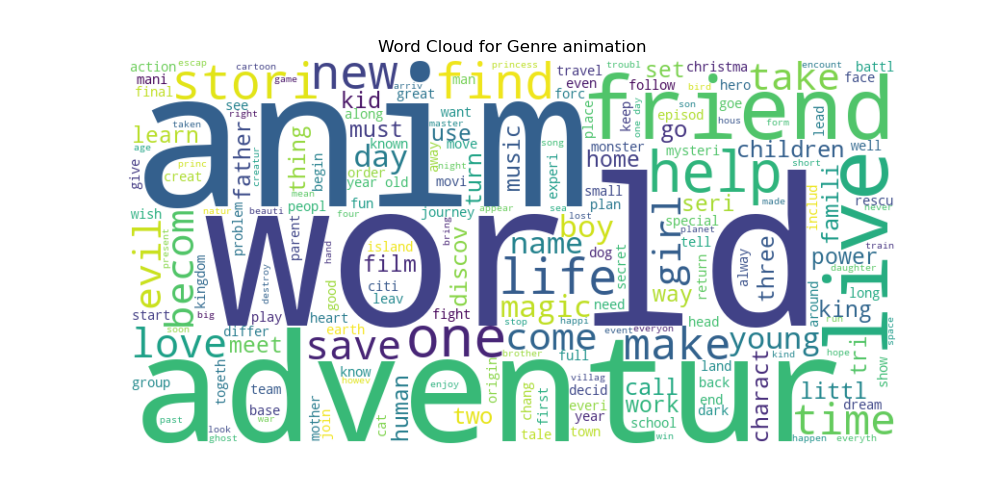 Word Cloud for Genre animation
action escap cartoon stori new find princess travel troubl set christma take encount battl
mani game arriv man even forc follow hero face
final great bird
see kid along want friend son goe
right anim master place keep episod lead
learn taken father thing must known use move music song one day go hous form
age day turn away night home monster mysteri children well
give princ creatur begin order movi experi help short
creat mean year old small seri includ rescu
natur beauti peopl fun journey appear sea lost plan special made never
wish four boy girl planet live
evil present becom problem parent hand bring discov name dog tell alway three famili train
island secret return power daughter
kingdom film life way
destroy citi need
leav magic king long
start big play good fight around
soon heart world stop happi event everyon head run space
differ earth one come make young kind hope
love meet save brother full tri show
group togeth know villag land
howev enjoy origin call back
team human chang decid charact end littl dream
base mother join cat two first everi work dark time
past war year school
look tale town win happen everyth
ghost adventur